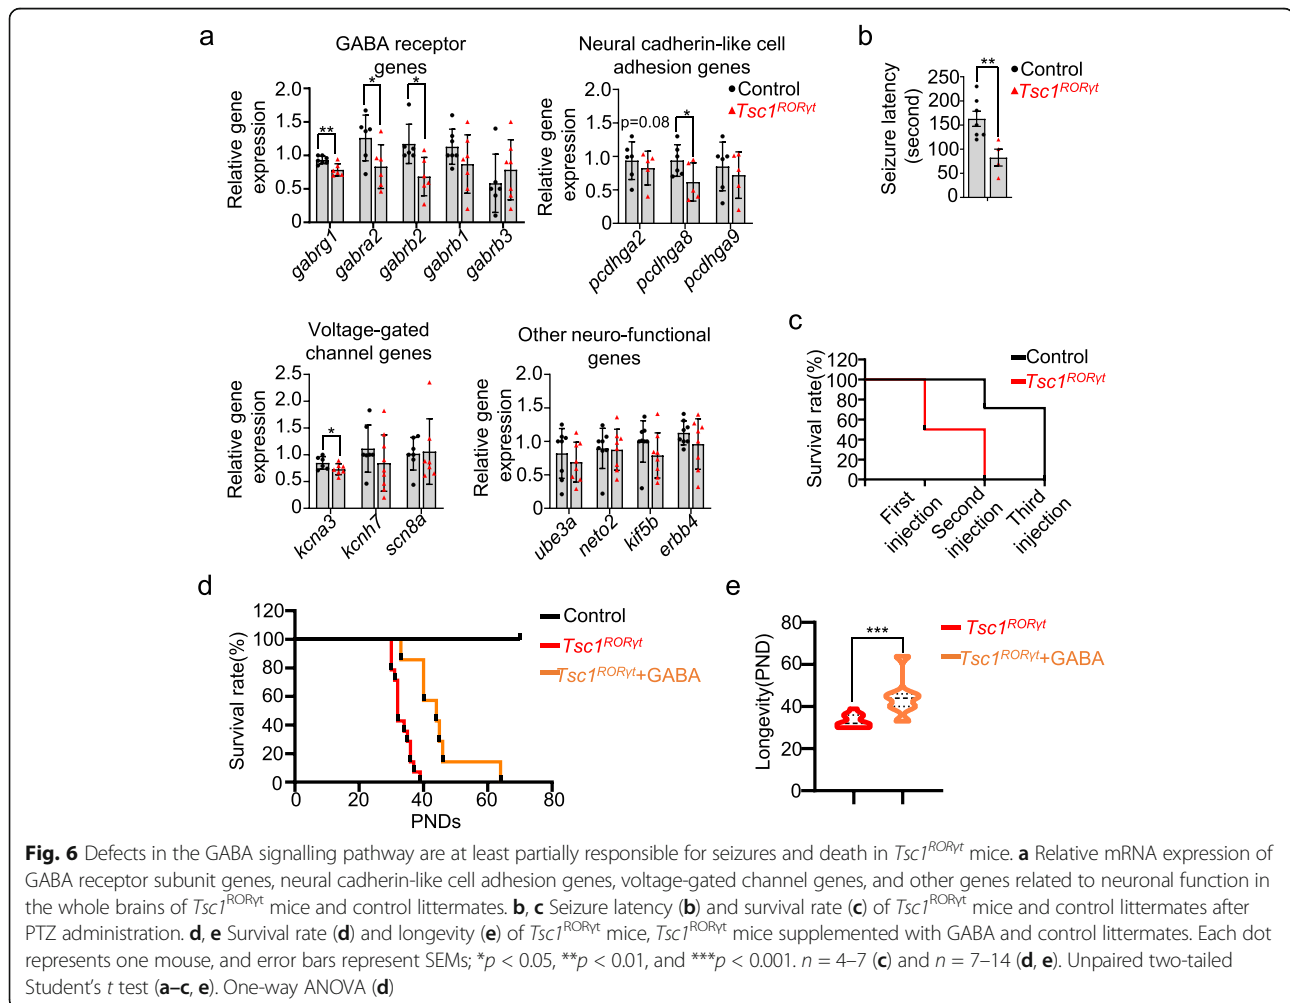 a
GABA receptor
genes
Relative gene
expression
2.0
1.5
1.0
0.5
0
**
*
*
gabrg1
gabra2
gabrb2
gabrb1
gabrb3
Neural cadherin-like cell
adhesion genes
Control
Tsc1RORγt
Relative gene
expression
2.0
1.5
1.0
0.5
0
p=0.08
*
pcdhga2
pcdhga8
pcdhga9
b
Seizure latency
(second)
250
200
150
100
50
0
**
Control
Tsc1RORγt
Voltage-gated
channel genes
Relative gene
expression
2.5
2.0
1.5
1.0
0.5
0
*
kcna3
kcnh7
scn8a
Other neuro-functional
genes
Relative gene
expression
2.0
1.5
1.0
0.5
0
ube3a
neto2
kif5b
erbb4
c
Survival rate(%)
120
100
80
60
40
20
0
Control
Tsc1RORγt
First
injection
Second
injection
Third
injection
d
Survival rate(%)
120
100
80
60
40
20
0
0 20 40 60 80
PNDs
Control
Tsc1RORγt
Tsc1RORγt+GABA
e
Longevity(PND)
80
60
40
20
0
***
Tsc1RORγt
Tsc1RORγt+GABA
Fig. 6 Defects in the GABA signalling pathway are at least partially responsible for seizures and death in Tsc1RORγt mice. a Relative mRNA expression of
GABA receptor subunit genes, neural cadherin-like cell adhesion genes, voltage-gated channel genes, and other genes related to neuronal function in
the whole brains of Tsc1RORγt mice and control littermates. b, c Seizure latency (b) and survival rate (c) of Tsc1RORγt mice and control littermates after
PTZ administration. d, e Survival rate (d) and longevity (e) of Tsc1RORγt mice, Tsc1RORγt mice supplemented with GABA and control littermates. Each dot
represents one mouse, and error bars represent SEMs; *p < 0.05, **p < 0.01, and ***p < 0.001. n = 4–7 (c) and n = 7–14 (d, e). Unpaired two-tailed
Student's t test (a–c, e). One-way ANOVA (d)